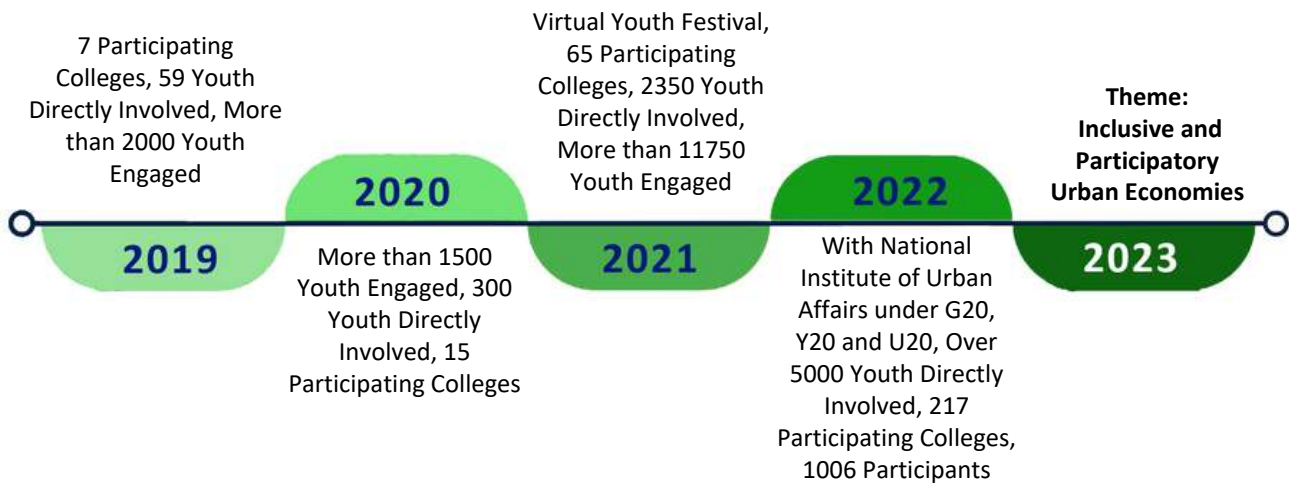 7 Participating
Colleges, 59 Youth
Directly Involved, More
than 2000 Youth
Engaged
2019
2020
More than 1500
Youth Engaged, 300
Youth Directly
Involved, 15
Participating Colleges
Virtual Youth Festival,
65 Participating
Colleges, 2350 Youth
Directly Involved,
More than 11750
Youth Engaged
2021
2022
With National
Institute of Urban
Affairs under G20,
Y20 and U20, Over
5000 Youth Directly
Involved, 217
Participating Colleges,
1006 Participants
Theme:
Inclusive and
Participatory
Urban Economies
2023